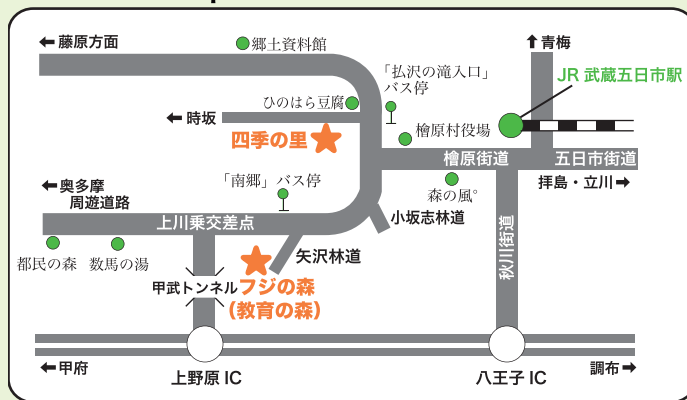 藤原方面
郷土資料館
青梅
「払沢の滝入口」
バス停
JR 武蔵五日市駅
ひのはら豆腐
時坂
四季の里
檜原村役場
檜原街道
五日市街道
奥多摩
周遊道路
「南郷」バス停
森の風°
拝島・立川
上川乗交差点
小坂志林道
秋川街道
都民の森
数馬の湯
矢沢林道
甲武トンネル
フジの森
(教育の森)
甲府
上野原 IC
八王子 IC
調布